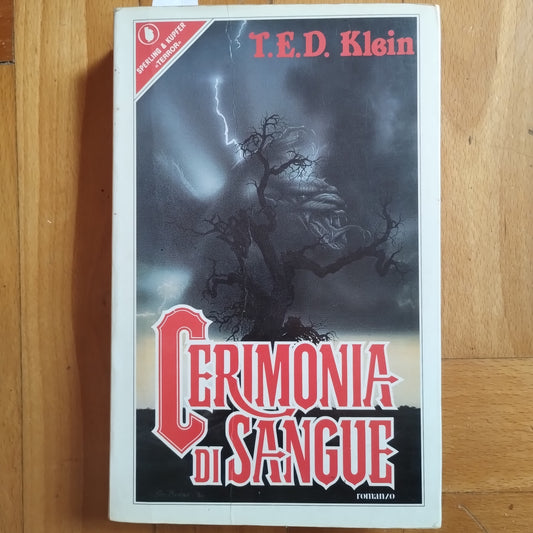 SPERLING & KUPFER
«TERROR»
T.E.D. Klein
CERIMONIA
DI SANGUE
romanzo